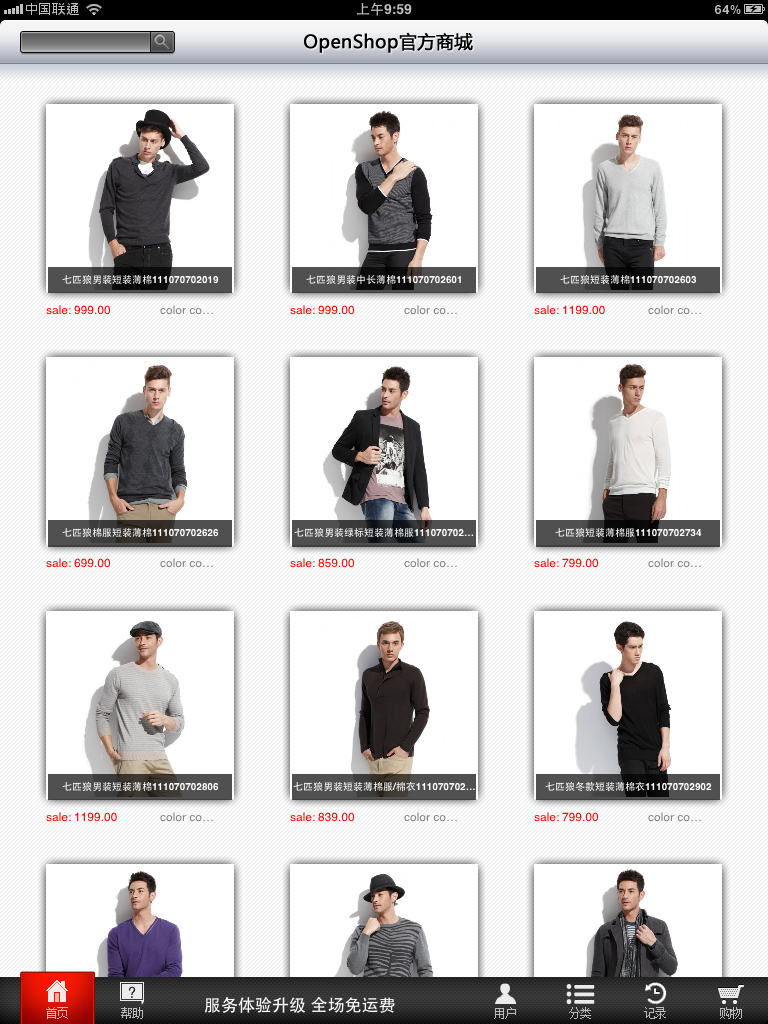 中国联通
上午9:59
64%
OpenShop官方商城
七匹狼男装短装薄棉111070702019
七匹狼男装中长薄棉111070702601
七匹狼短装薄棉111070702603
sale: 999.00
color co…
sale: 999.00
color co…
sale: 1199.00
color co…
七匹狼棉服短装薄棉111070702626
七匹狼男装绿标短装薄棉服111070702...
七匹狼短装薄棉服111070702734
sale: 699.00
color co…
sale: 859.00
color co…
sale: 799.00
color co…
七匹狼男装短装薄棉111070702806
七匹狼男装短装薄棉服/棉衣111070702...
七匹狼冬款短装薄棉衣111070702902
sale: 1199.00
color co…
sale: 839.00
color co…
sale: 799.00
color co…
首页
帮助
服务体验升级 全场免运费
用户
分类
记录
购物